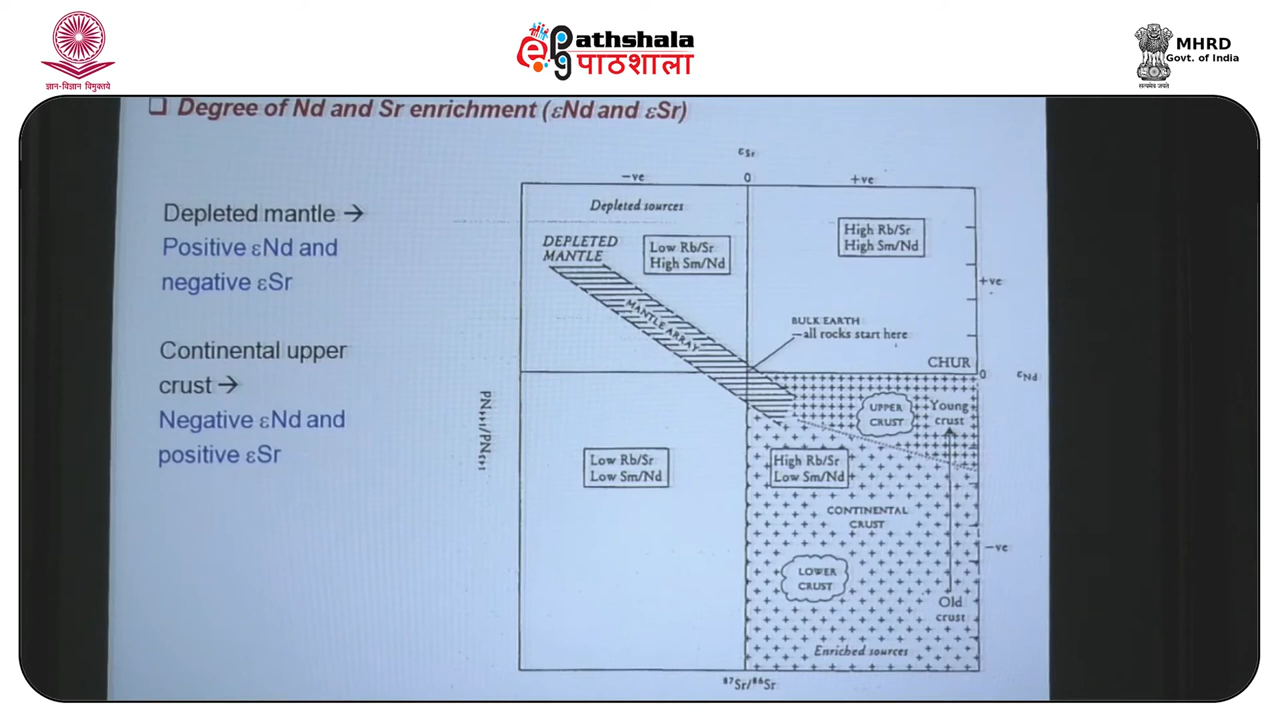 ज्ञान-विज्ञान विमुक्तये
epg
athshala
पाठशाला
MHRD
Govt. of India
सत्यमेव जयते
❑ Degree of Nd and Sr enrichment (εNd and εSr)
Depleted mantle →
Positive εNd and
negative εSr
Continental upper
crust →
Negative εNd and
positive εSr
εSr
−ve
0
+ve
Depleted sources
DEPLETED
MANTLE
Low Rb/Sr
High Sm/Nd
High Rb/Sr
High Sm/Nd
+ve
MANTLE ARRAY
BULK EARTH
—all rocks start here
CHUR
0
εNd
UPPER
CRUST
Young
crust
Low Rb/Sr
Low Sm/Nd
High Rb/Sr
Low Sm/Nd
CONTINENTAL
CRUST
−ve
LOWER
CRUST
Old
crust
Enriched sources
⁸⁷Sr/⁸⁶Sr